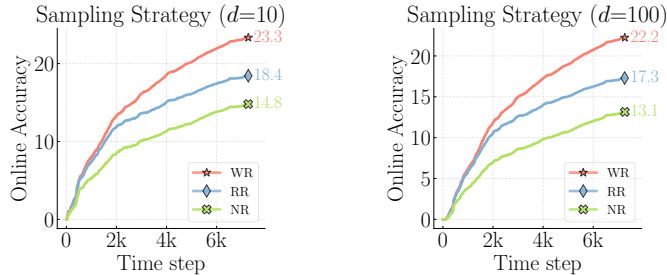 Sampling Strategy (d=10)
Online Accuracy
20
10
0
23.3
18.4
14.8
WR
RR
NR
0
2k
4k
6k
Time step
Sampling Strategy (d=100)
Online Accuracy
20
15
10
5
0
22.2
17.3
13.1
WR
RR
NR
0
2k
4k
6k
Time step